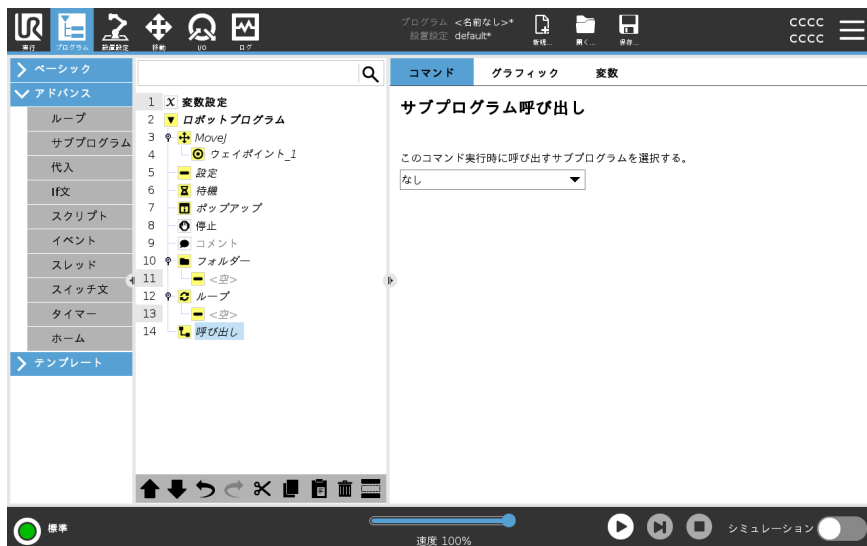 UR
実行
プログラム
設置設定
移動
I/O
ログ
プログラム <名前なし>*
設置設定 default*
新規...
開く...
保存...
CCCC
CCCC
ベーシック
アドバンス
ループ
サブプログラム
代入
If文
スクリプト
イベント
スレッド
スイッチ文
タイマー
ホーム
テンプレート
1 X 変数設定
2 ロボットプログラム
3 MoveJ
4 ウェイポイント_1
5 設定
6 待機
7 ポップアップ
8 停止
9 コメント
10 フォルダー
11 <空>
12 ループ
13 <空>
14 呼び出し
コマンド グラフィック 変数
サブプログラム呼び出し
このコマンド実行時に呼び出すサブプログラムを選択する。
なし
標準
速度 100%
シミュレーション